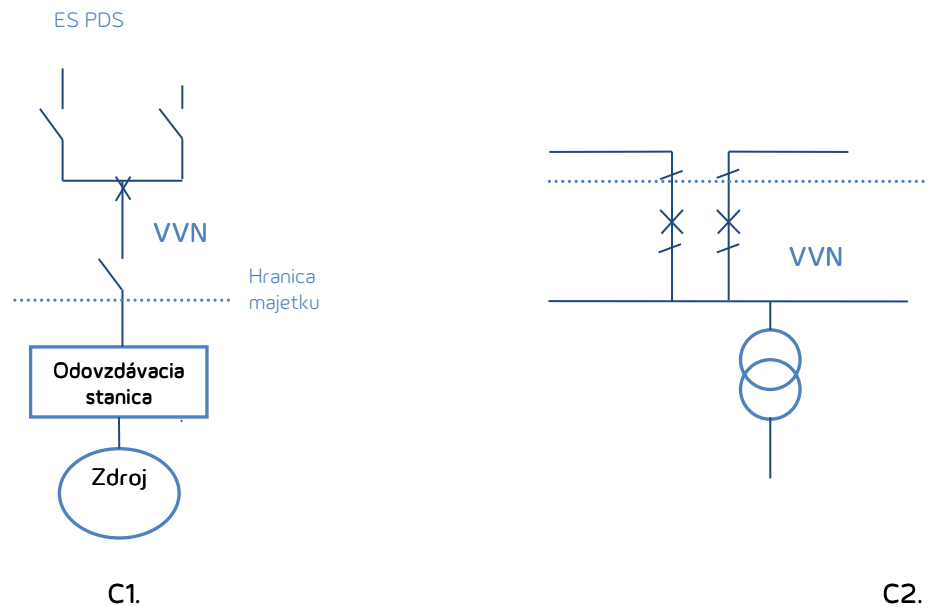 ES PDS
VVN
Hranica
majetku
Odovzdávacia
stanica
Zdroj
C1.
VVN
C2.